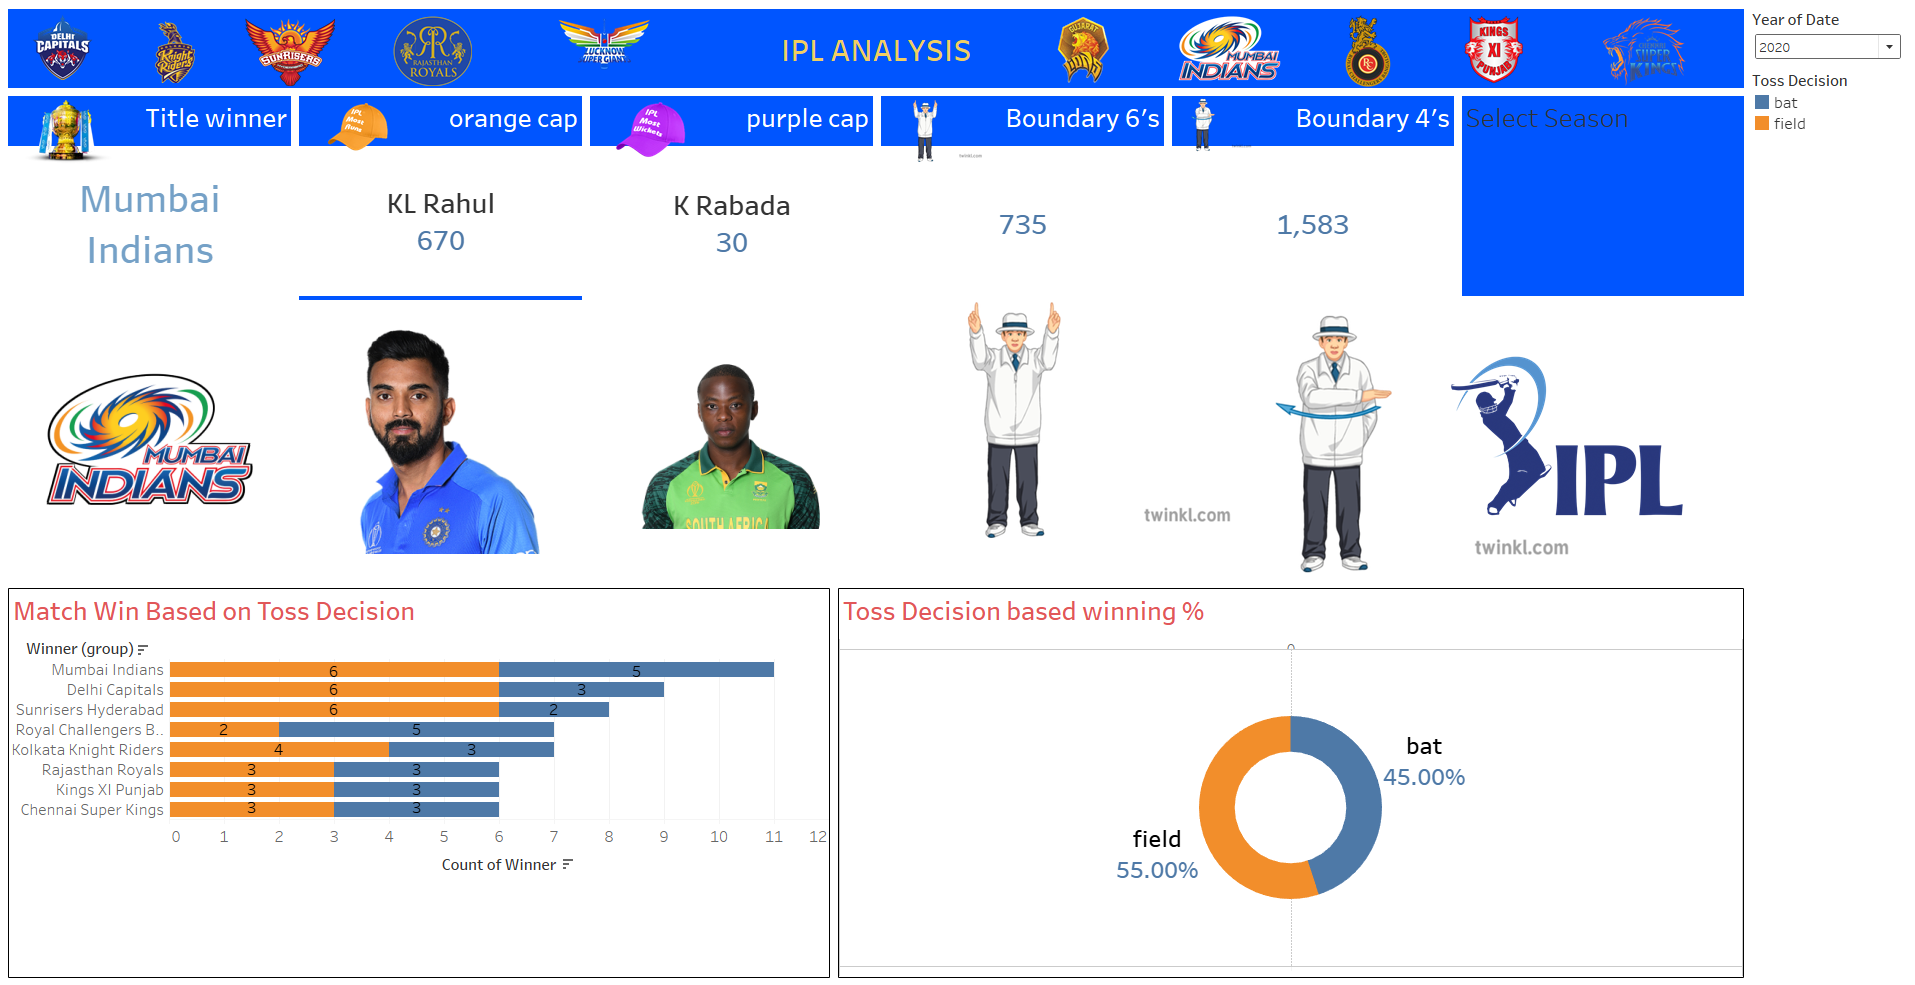 DELHI
CAPITALS
Knight
Riders
SUNRISERS
RAJASTHAN
ROYALS
LUCKNOW
SUPER GIANTS
IPL ANALYSIS
GUJARAT
MUMBAI
INDIANS
RC
KINGS
XI
PUNJAB
CHENNAI
SUPER
KINGS
Year of Date
2020
Toss Decision
bat
field
Title winner
IPL
Most
Runs
orange cap
IPL
Most
Wickets
purple cap
twinkl.com
Boundary 6's
Boundary 4's
Select Season
Mumbai
Indians
KL Rahul
670
K Rabada
30
735
1,583
MUMBAI
INDIANS
SOUTH AFRICA
twinkl.com
twinkl.com
IPL
Match Win Based on Toss Decision
Winner (group)
Mumbai Indians 6 5
Delhi Capitals 6 3
Sunrisers Hyderabad 6 2
Royal Challengers B.. 2 5
Kolkata Knight Riders 4 3
Rajasthan Royals 3 3
Kings XI Punjab 3 3
Chennai Super Kings 3 3
0 1 2 3 4 5 6 7 8 9 10 11 12
Count of Winner
Toss Decision based winning %
0
bat
45.00%
field
55.00%